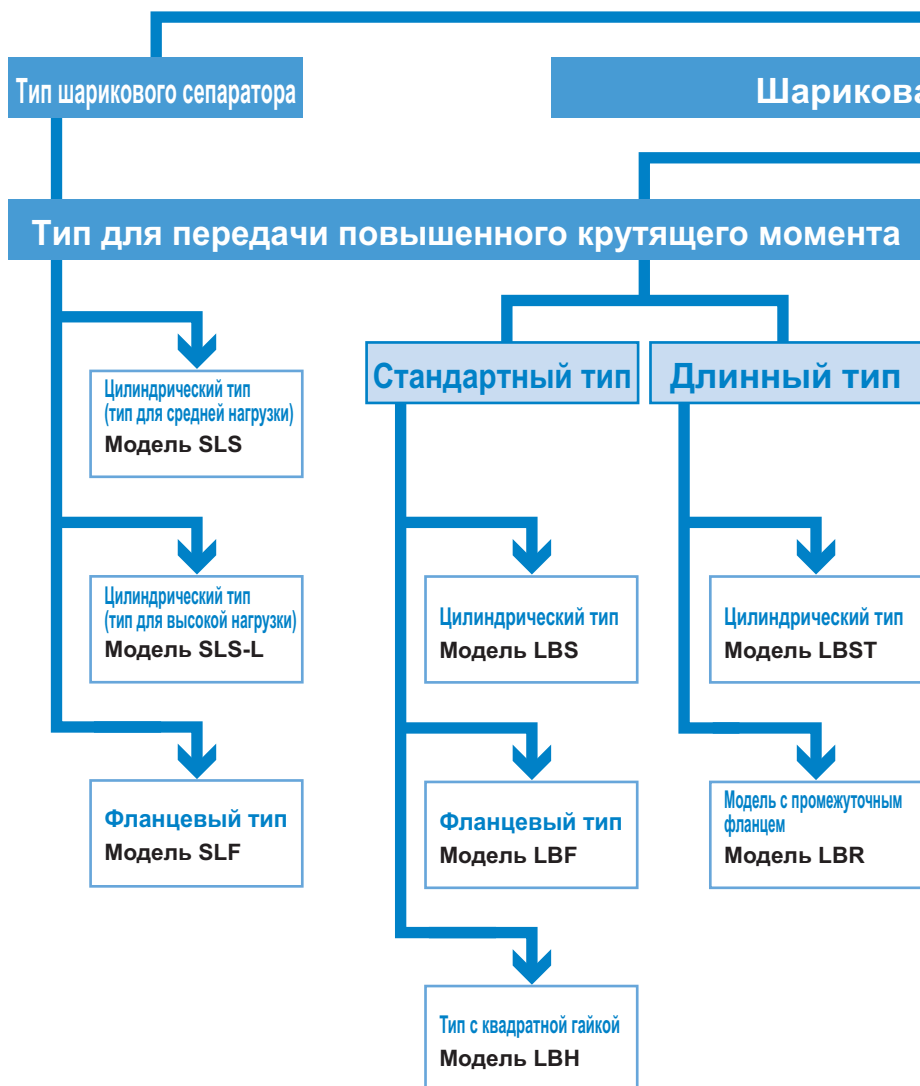 Тип шарикового сепаратора
Шарикова
Тип для передачи повышенного крутящего момента
Стандартный тип
Длинный тип
Цилиндрический тип
(тип для средней нагрузки)
Модель SLS
Цилиндрический тип
(тип для высокой нагрузки)
Модель SLS-L
Цилиндрический тип
Модель LBS
Цилиндрический тип
Модель LBST
Фланцевый тип
Модель SLF
Фланцевый тип
Модель LBF
Модель с промежуточным
фланцем
Модель LBR
Тип с квадратной гайкой
Модель LBH